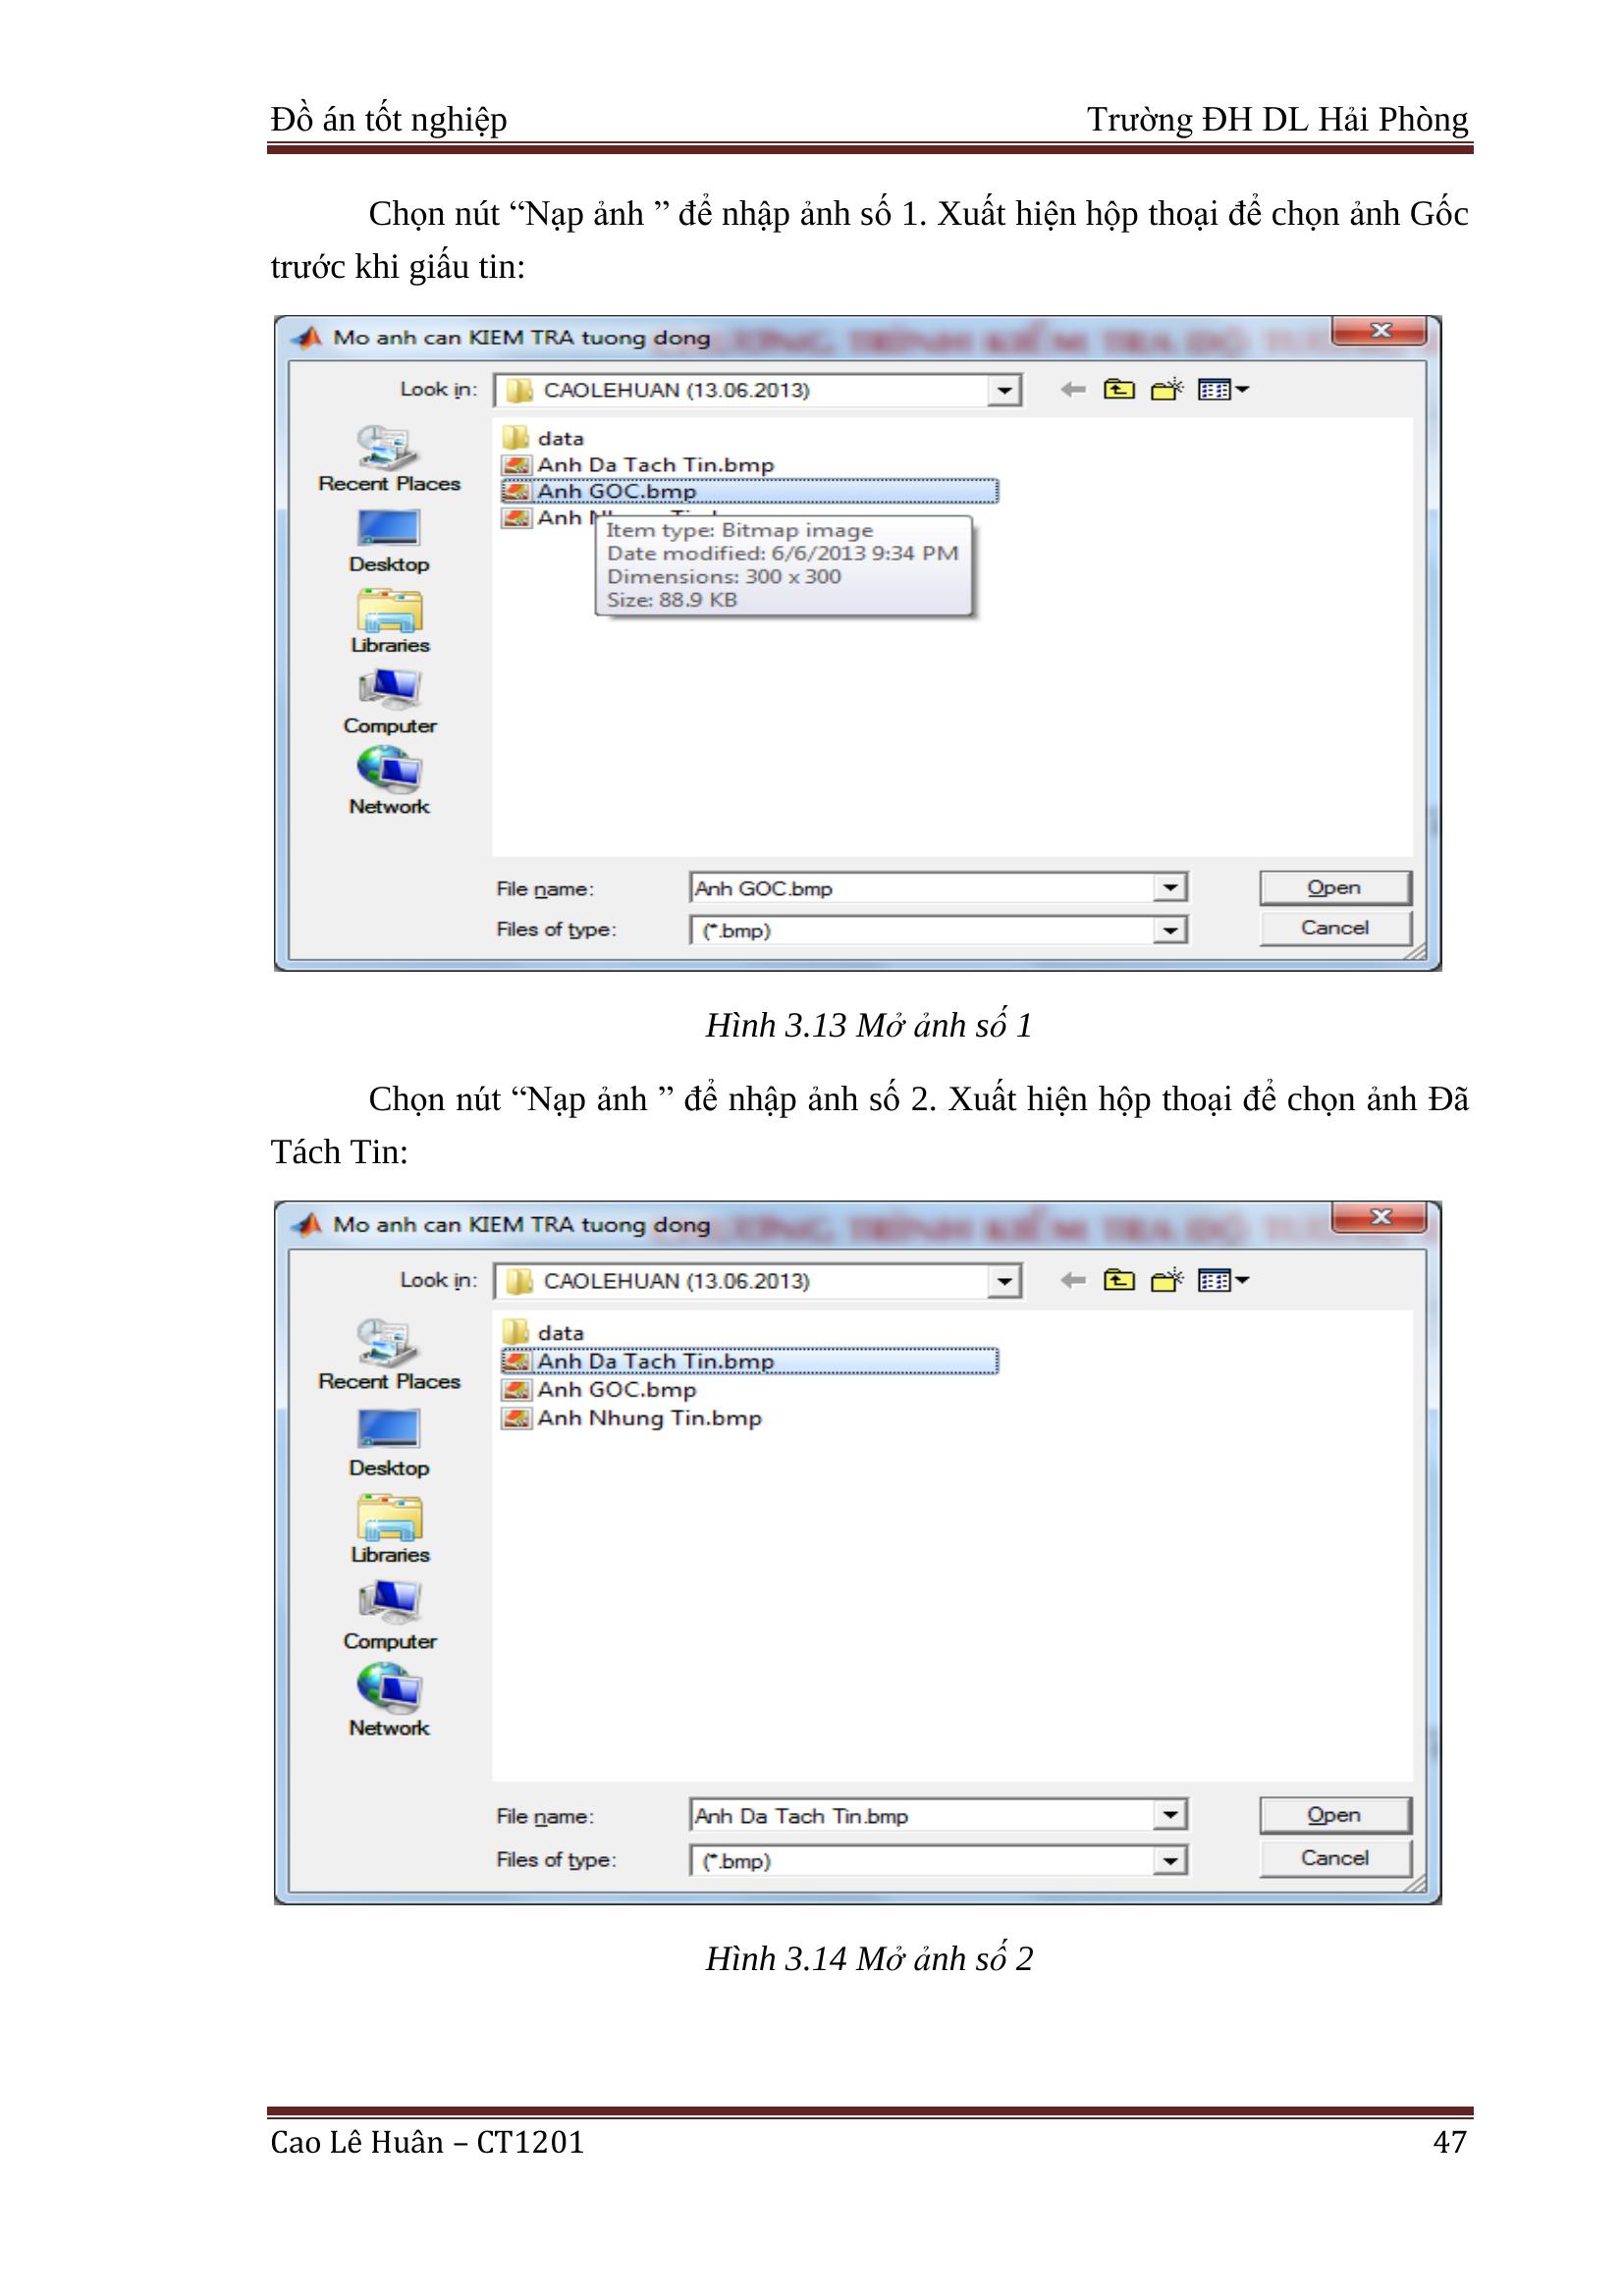 Đồ án tốt nghiệp Trường ĐH DL Hải Phòng
Chọn nút “Nạp ảnh ” để nhập ảnh số 1. Xuất hiện hộp thoại để chọn ảnh Gốc
trước khi giấu tin:
Mo anh can KIEM TRA tuong dong
Look in: CAOLEHUAN (13.06.2013)
data
Anh Da Tach Tin.bmp
Anh GOC.bmp
Anh
Item type: Bitmap image
Date modified: 6/6/2013 9:34 PM
Dimensions: 300 x 300
Size: 88.9 KB
Recent Places
Desktop
Libraries
Computer
Network
File name: Anh GOC.bmp Open
Files of type: (*.bmp) Cancel
Hình 3.13 Mở ảnh số 1
Chọn nút “Nạp ảnh ” để nhập ảnh số 2. Xuất hiện hộp thoại để chọn ảnh Đã
Tách Tin:
Mo anh can KIEM TRA tuong dong
Look in: CAOLEHUAN (13.06.2013)
data
Anh Da Tach Tin.bmp
Anh GOC.bmp
Anh Nhung Tin.bmp
Recent Places
Desktop
Libraries
Computer
Network
File name: Anh Da Tach Tin.bmp Open
Files of type: (*.bmp) Cancel
Hình 3.14 Mở ảnh số 2
Cao Lê Huân – CT1201 47